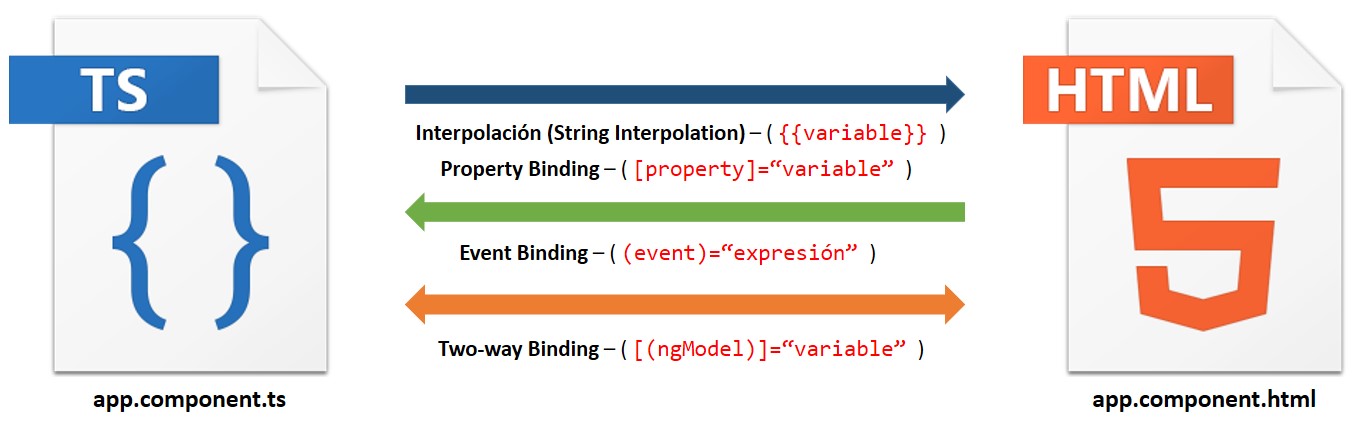 TS
HTML
Interpolación (String Interpolation) – ( {{variable}} )
Property Binding – ( [property]=“variable” )
Event Binding – ( (event)=“expresión” )
Two-way Binding – ( [(ngModel)]=“variable” )
{}
5
app.component.ts
app.component.html